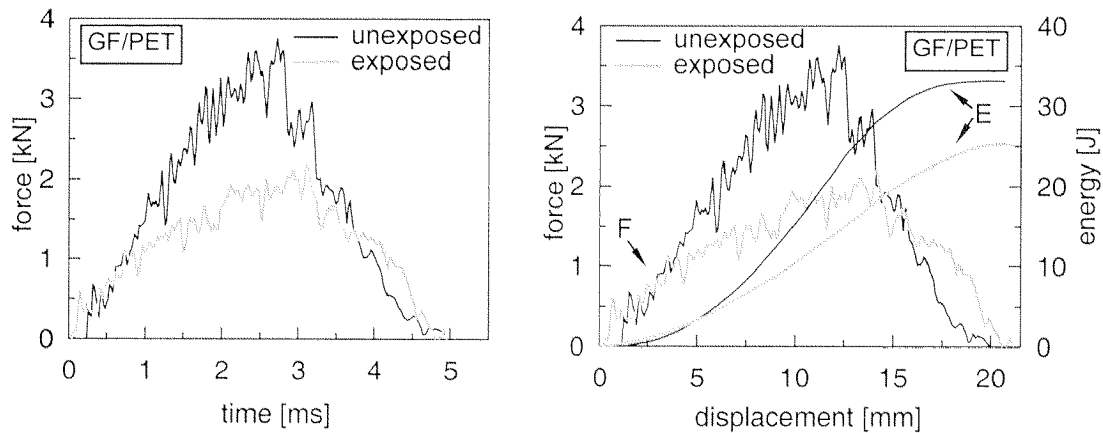 GF/PET
unexposed
exposed
force [kN]
4
3
2
1
0
0 1 2 3 4 5
time [ms]
GF/PET
unexposed
exposed
E
F
force [kN]
4
3
2
1
0
energy [J]
40
30
20
10
0
0 5 10 15 20
displacement [mm]